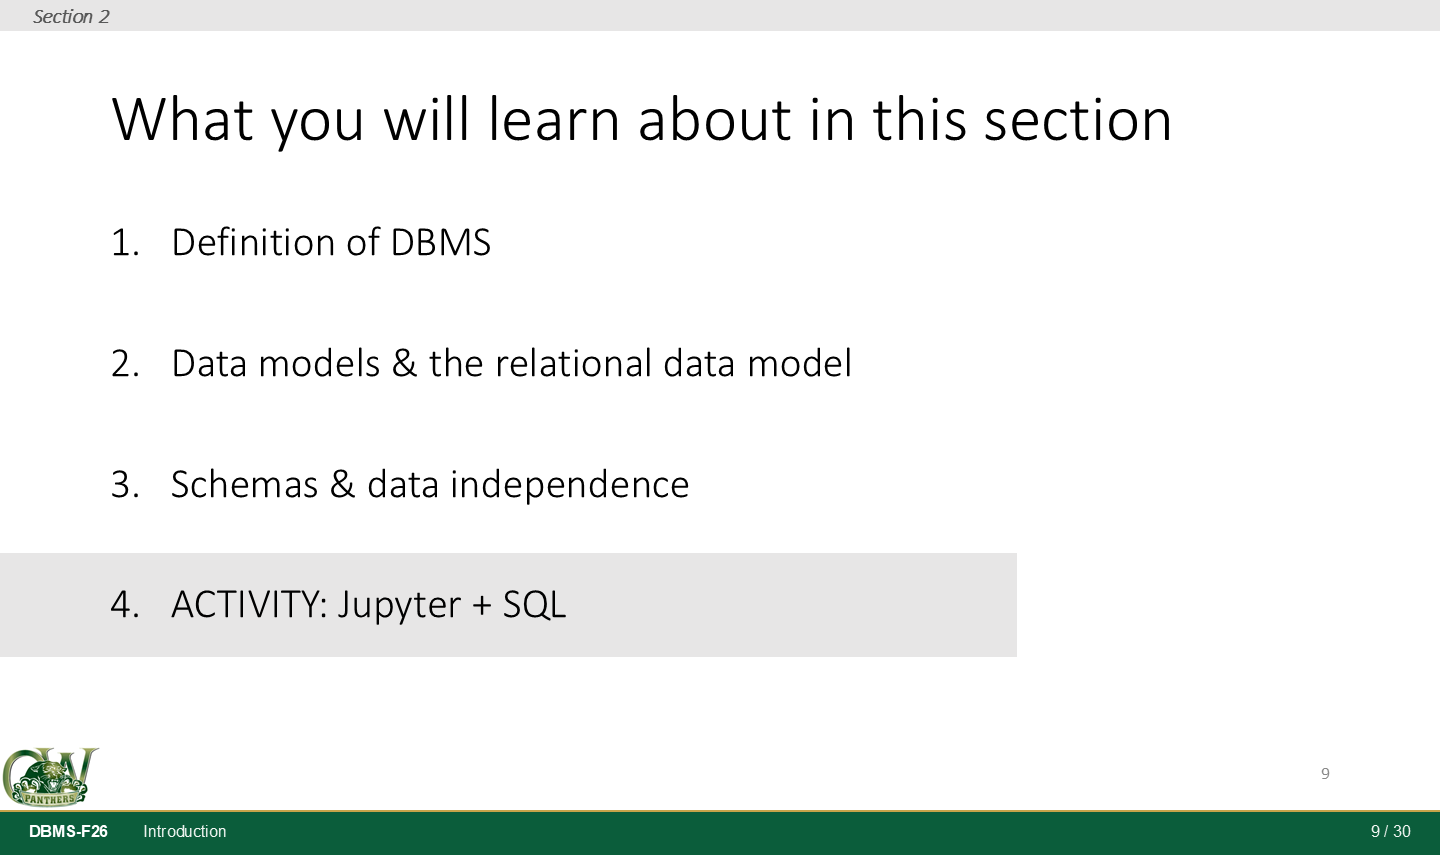 Section 2
What you will learn about in this section
1. Definition of DBMS
2. Data models & the relational data model
3. Schemas & data independence
4. ACTIVITY: Jupyter + SQL
OW
PANTHERS
9
DBMS-F26 Introduction 9 / 30